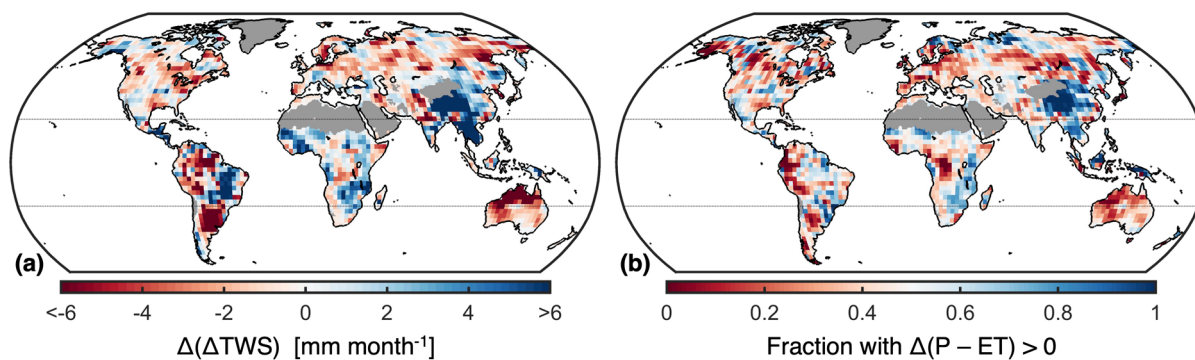 (a)
(b)
<-6 -4 -2 0 2 4 >6
0 0.2 0.4 0.6 0.8 1
Δ(ΔTWS) [mm month⁻¹]
Fraction with Δ(P – ET) > 0